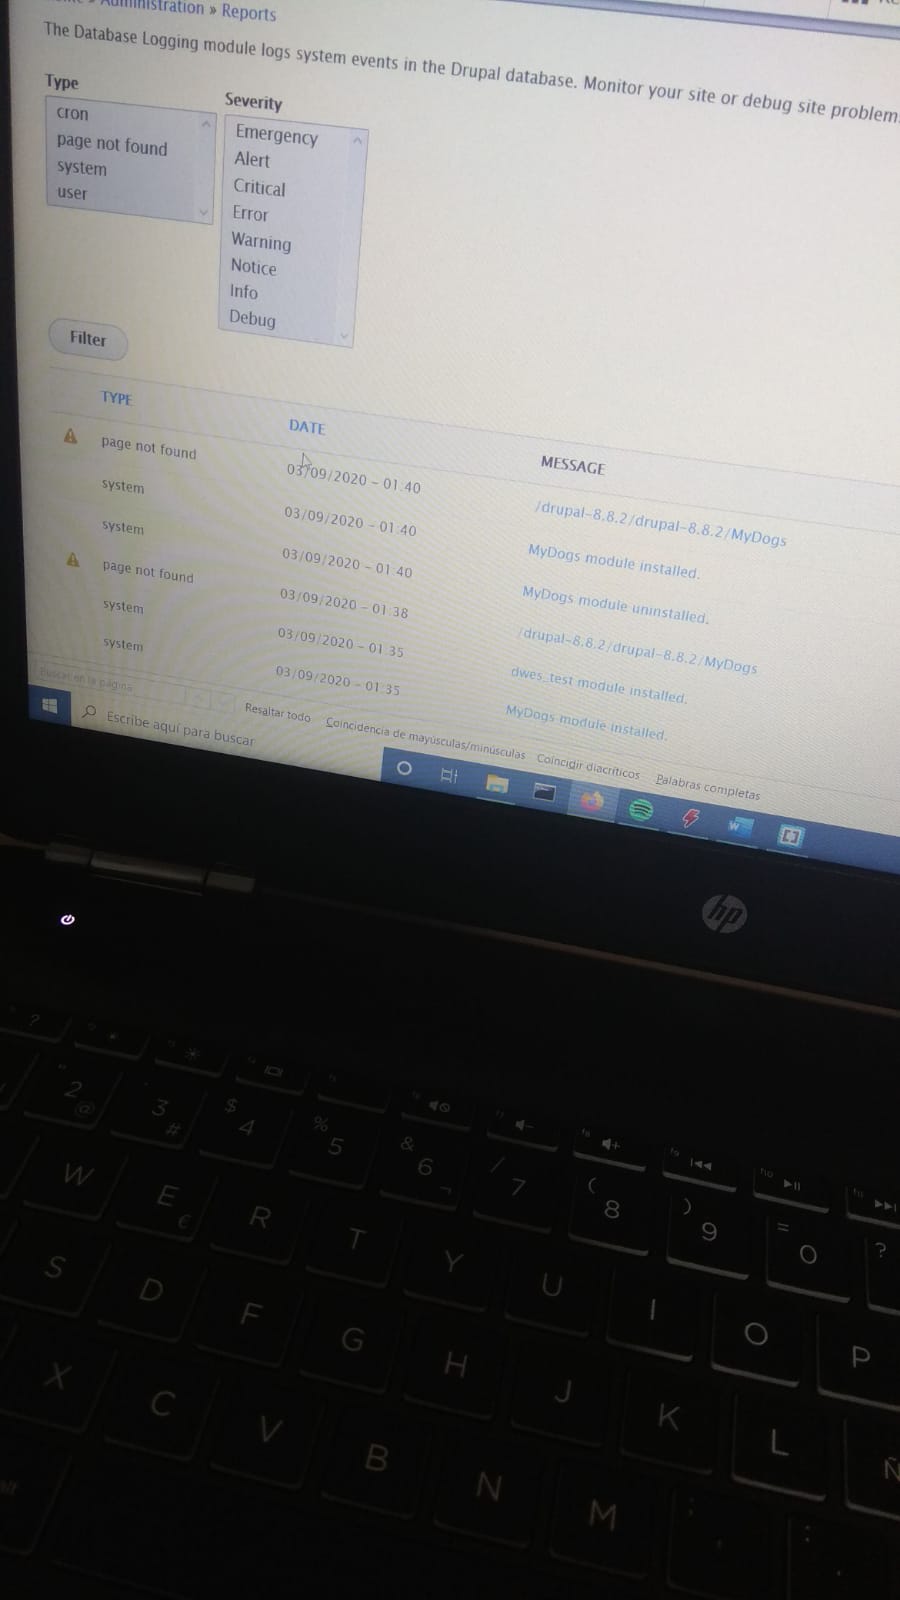 » Administration » Reports
The Database Logging module logs system events in the Drupal database. Monitor your site or debug site problem
Type
cron
page not found
system
user
Severity
Emergency
Alert
Critical
Error
Warning
Notice
Info
Debug
Filter
TYPE DATE MESSAGE
page not found 03/09/2020 - 01:40 /drupal-8.8.2/drupal-8.8.2/MyDogs
system 03/09/2020 - 01:40 MyDogs module installed.
system 03/09/2020 - 01:40 MyDogs module uninstalled.
page not found 03/09/2020 - 01:38 /drupal-8.8.2/drupal-8.8.2/MyDogs
system 03/09/2020 - 01:35 dwes_test module installed.
system 03/09/2020 - 01:35 MyDogs module installed.
Buscar en la página Resaltar todo Coincidencia de mayúsculas/minúsculas Coincidir diacríticos Palabras completas
Escribe aquí para buscar
W
hp
?
" 2 @ · 3 # $ 4 % 5 & 6 ¬ / 7 ( 8 ) 9 = 0 ?
W E € R T Y U I O P
S D F G H J K L Ñ
X C V B N M ; , : .